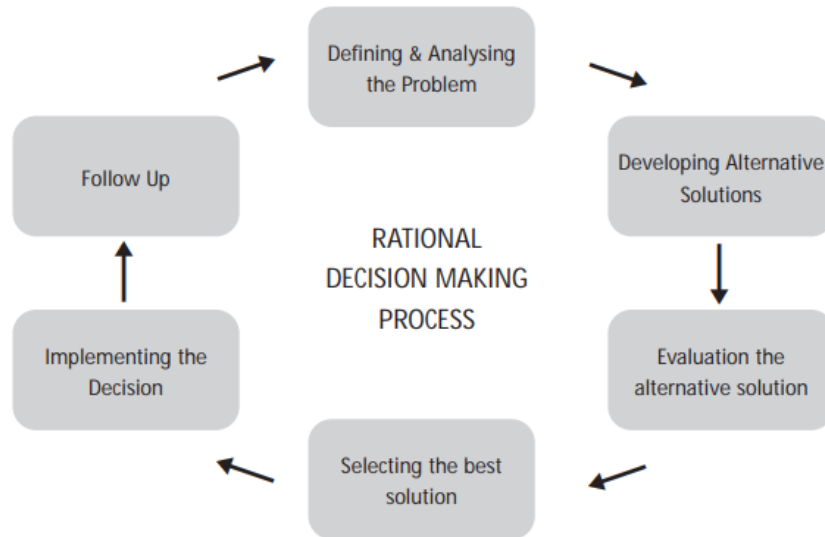 Defining & Analysing
the Problem
Developing Alternative
Solutions
Evaluation the
alternative solution
Selecting the best
solution
Implementing the
Decision
Follow Up
RATIONAL
DECISION MAKING
PROCESS